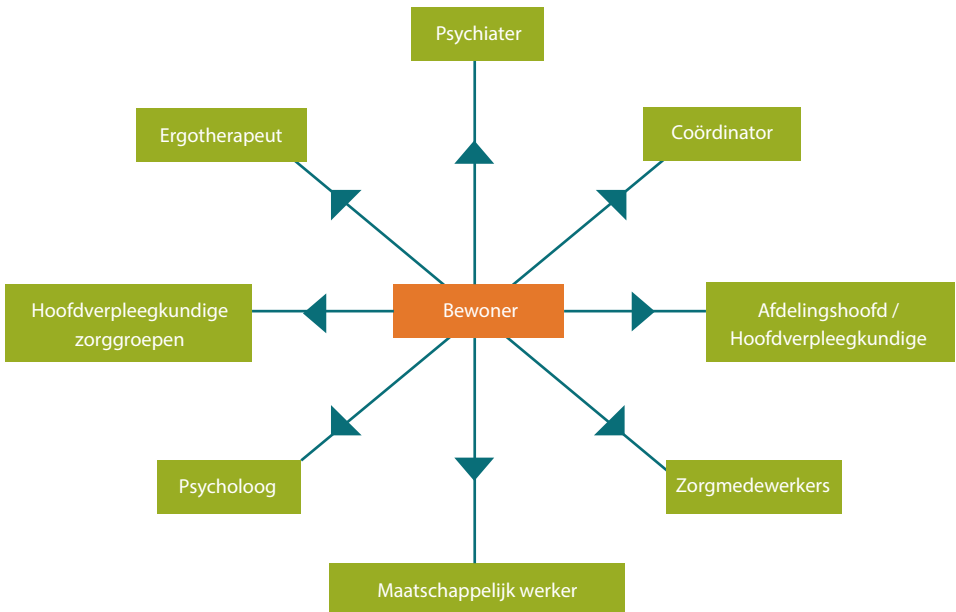 Psychiater
Ergotherapeut
Coördinator
Hoofdverpleegkundige
zorggroepen
Bewoner
Afdelingshoofd /
Hoofdverpleegkundige
Psycholoog
Zorgmedewerkers
Maatschappelijk werker